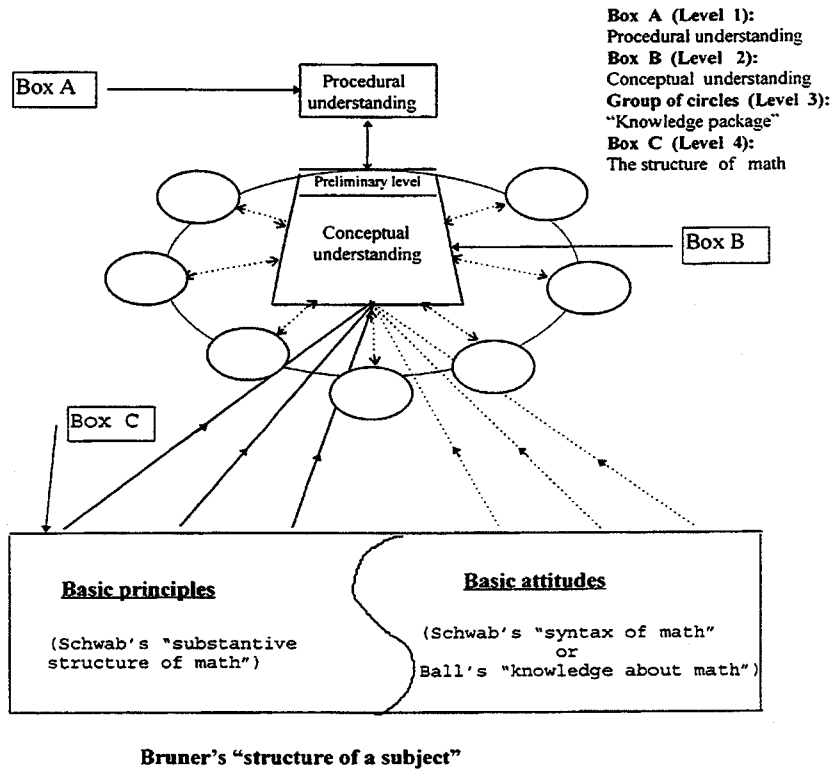 Box A (Level 1):
Procedural understanding
Box B (Level 2):
Conceptual understanding
Group of circles (Level 3):
"Knowledge package"
Box C (Level 4):
The structure of math
Box A
Procedural
understanding
Preliminary level
Conceptual
understanding
Box B
Box C
Basic principles
(Schwab's "substantive
structure of math")
Basic attitudes
(Schwab's "syntax of math"
or
Ball's "knowledge about math")
Bruner's "structure of a subject"